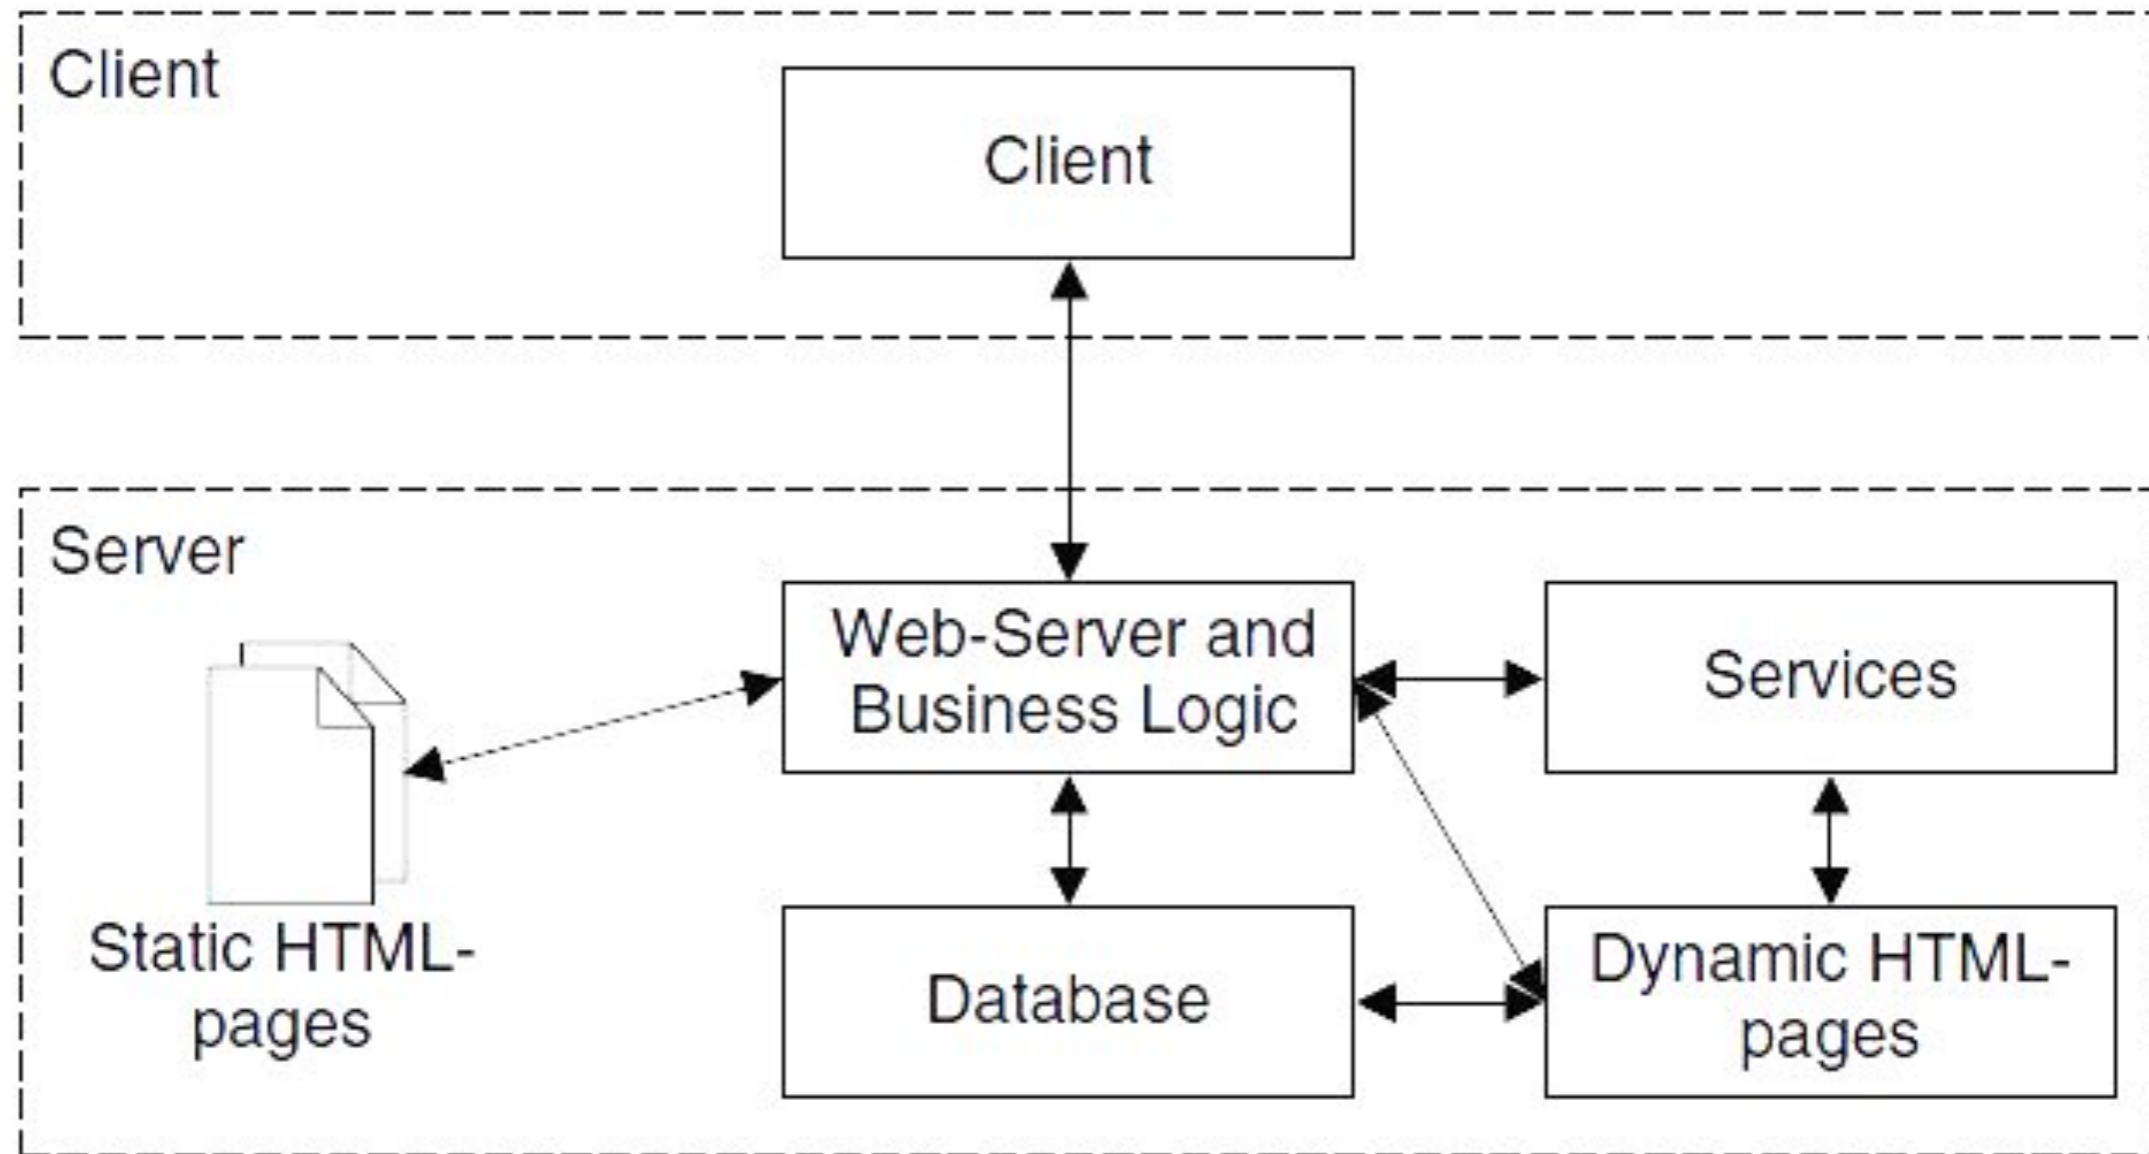 Client
Client
Server
Web-Server and
Business Logic
Services
Static HTML-
pages
Database
Dynamic HTML-
pages